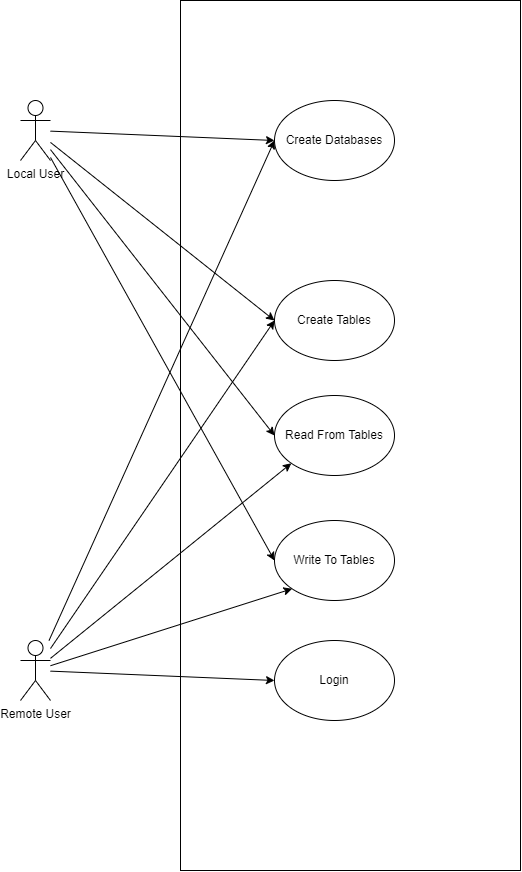 Create Databases
Local User
Create Tables
Read From Tables
Write To Tables
Login
Remote User